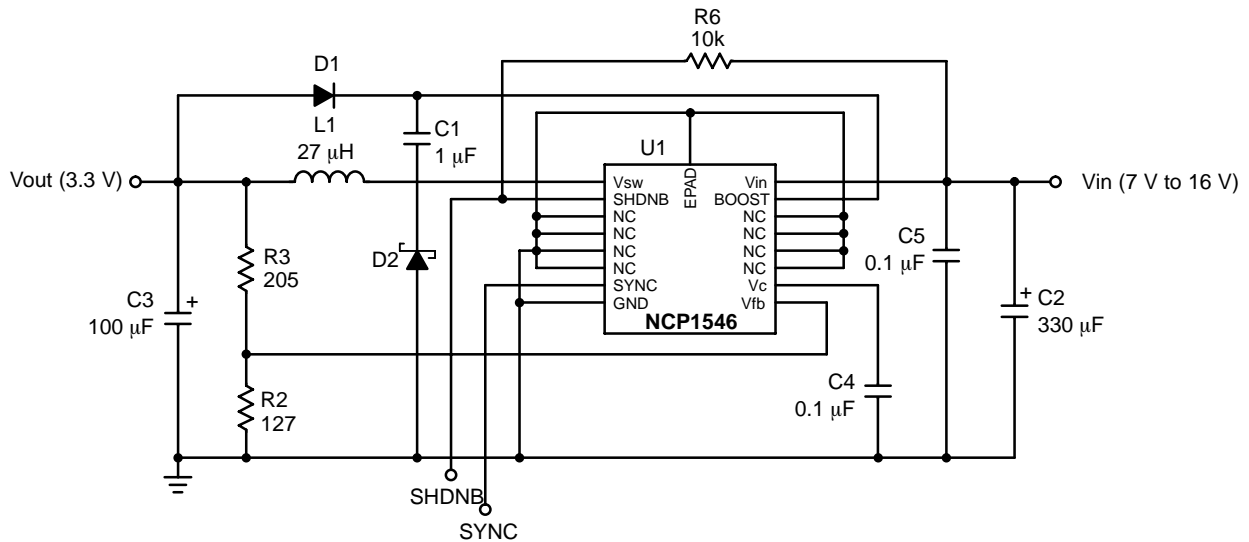 R6
10k
D1
L1
27 μH
C1
1 μF
U1
Vout (3.3 V)
Vin (7 V to 16 V)
Vsw
SHDNB
NC
NC
NC
NC
SYNC
GND
EPAD
Vin
BOOST
NC
NC
NC
NC
Vc
Vfb
NCP1546
R3
205
D2
C5
0.1 μF
C3
+
100 μF
+
C2
330 μF
R2
127
C4
0.1 μF
SHDNB
SYNC